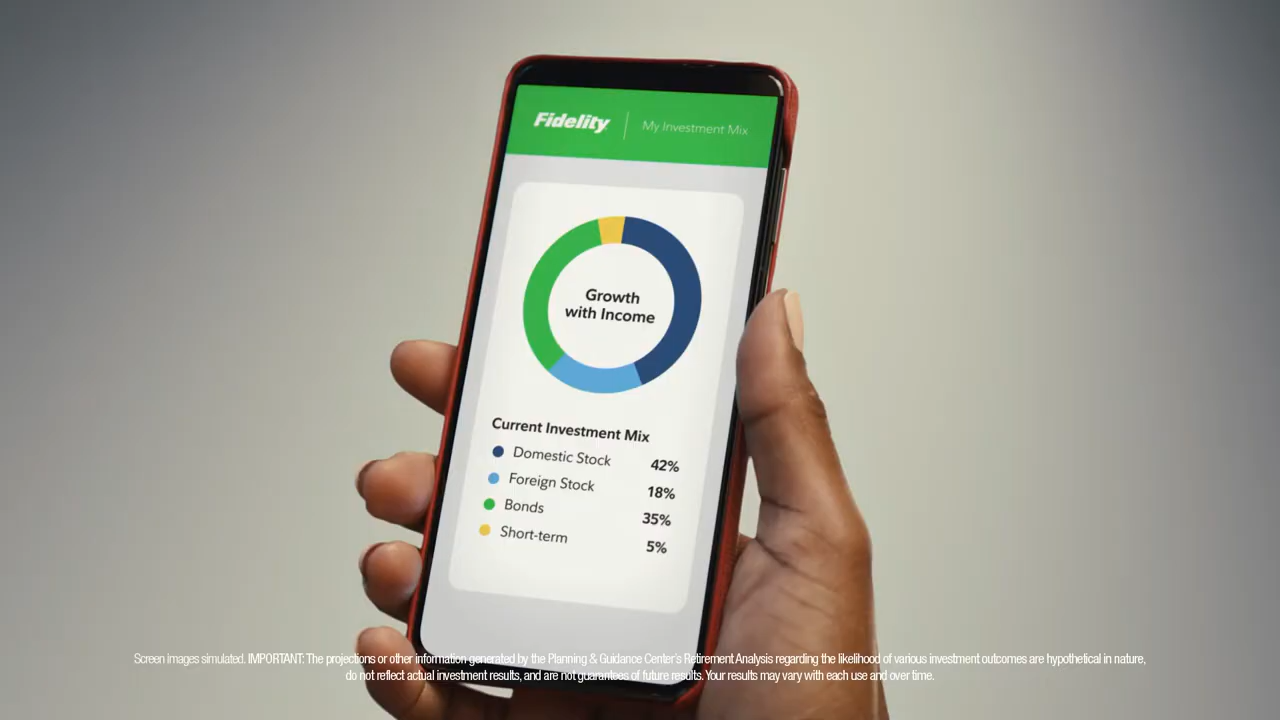 Fidelity
My Investment Mix
Growth
with Income
Current Investment Mix
Domestic Stock 42%
Foreign Stock 18%
Bonds 35%
Short-term 5%
Screen images simulated. IMPORTANT: The projections or other information generated by the Planning & Guidance Center's Retirement Analysis regarding the likelihood of various investment outcomes are hypothetical in nature,
do not reflect actual investment results, and are not guarantees of future results. Your results may vary with each use and over time.